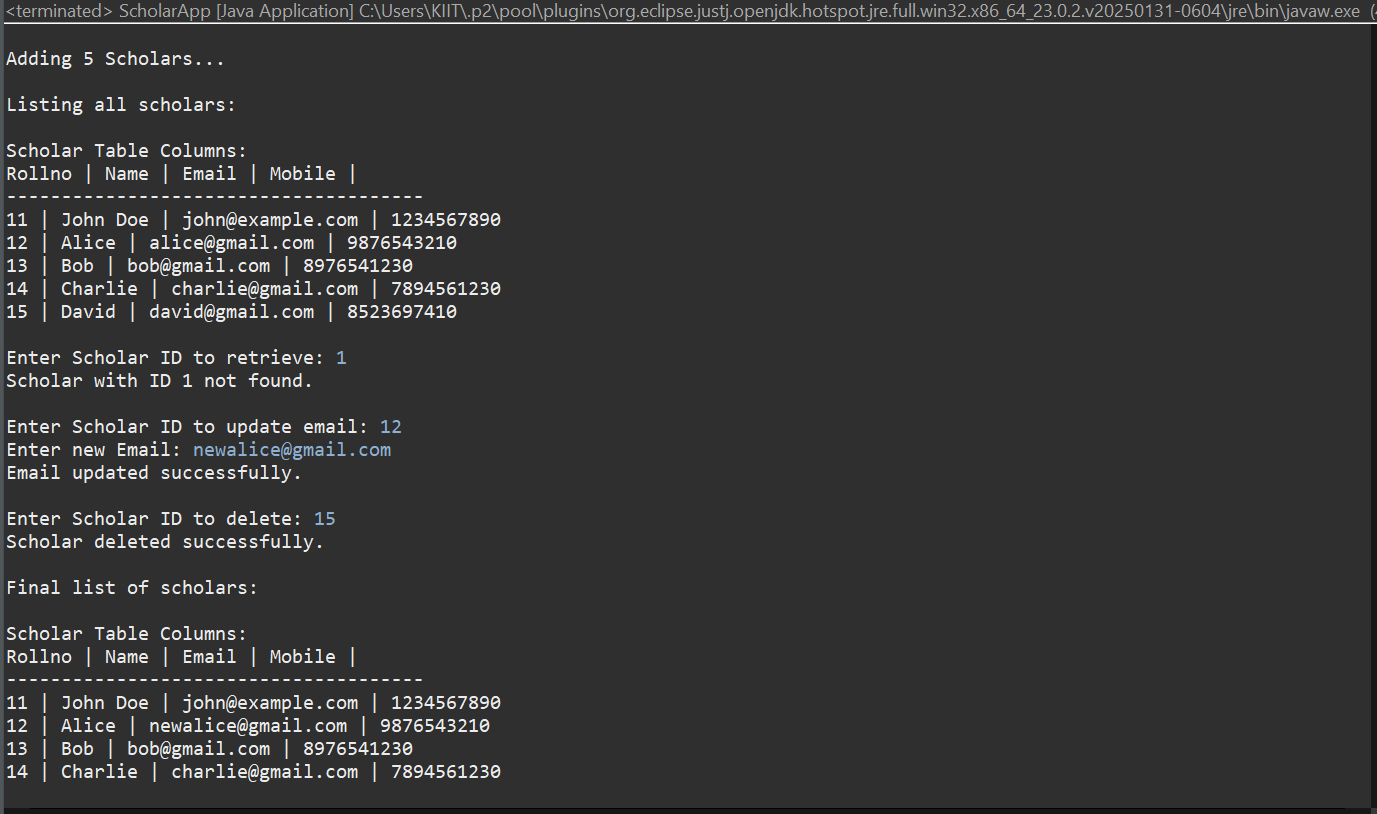 <terminated> ScholarApp [Java Application] C:\Users\KIIT\.p2\pool\plugins\org.eclipse.justj.openjdk.hotspot.jre.full.win32.x86_64_23.0.2.v20250131-0604\jre\bin\javaw.exe (
Adding 5 Scholars...
Listing all scholars:
Scholar Table Columns:
Rollno | Name | Email | Mobile |
--------------------------------------
11 | John Doe | john@example.com | 1234567890
12 | Alice | alice@gmail.com | 9876543210
13 | Bob | bob@gmail.com | 8976541230
14 | Charlie | charlie@gmail.com | 7894561230
15 | David | david@gmail.com | 8523697410
Enter Scholar ID to retrieve: 1
Scholar with ID 1 not found.
Enter Scholar ID to update email: 12
Enter new Email: newalice@gmail.com
Email updated successfully.
Enter Scholar ID to delete: 15
Scholar deleted successfully.
Final list of scholars:
Scholar Table Columns:
Rollno | Name | Email | Mobile |
--------------------------------------
11 | John Doe | john@example.com | 1234567890
12 | Alice | newalice@gmail.com | 9876543210
13 | Bob | bob@gmail.com | 8976541230
14 | Charlie | charlie@gmail.com | 7894561230